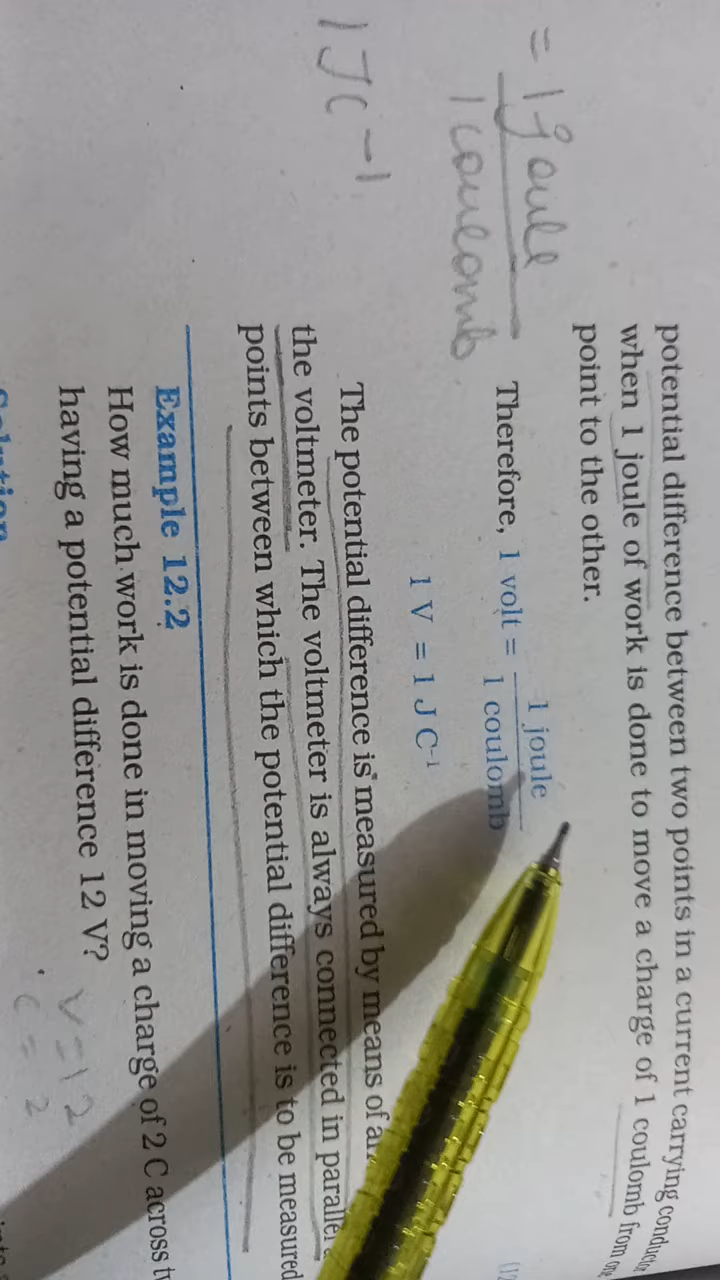 potential difference between two points in a current carrying conductor
when 1 joule of work is done to move a charge of 1 coulomb from one
point to the other.
= 1 joule
1 coulomb
Therefore, 1 volt = 1 joule
1 coulomb
1 V = 1 J C⁻¹
1 JC⁻¹
The potential difference is measured by means of an
the voltmeter. The voltmeter is always connected in parallel
points between which the potential difference is to be measured
Example 12.2
How much work is done in moving a charge of 2 C across
having a potential difference 12 V?
V = 12
C = 2
Solution